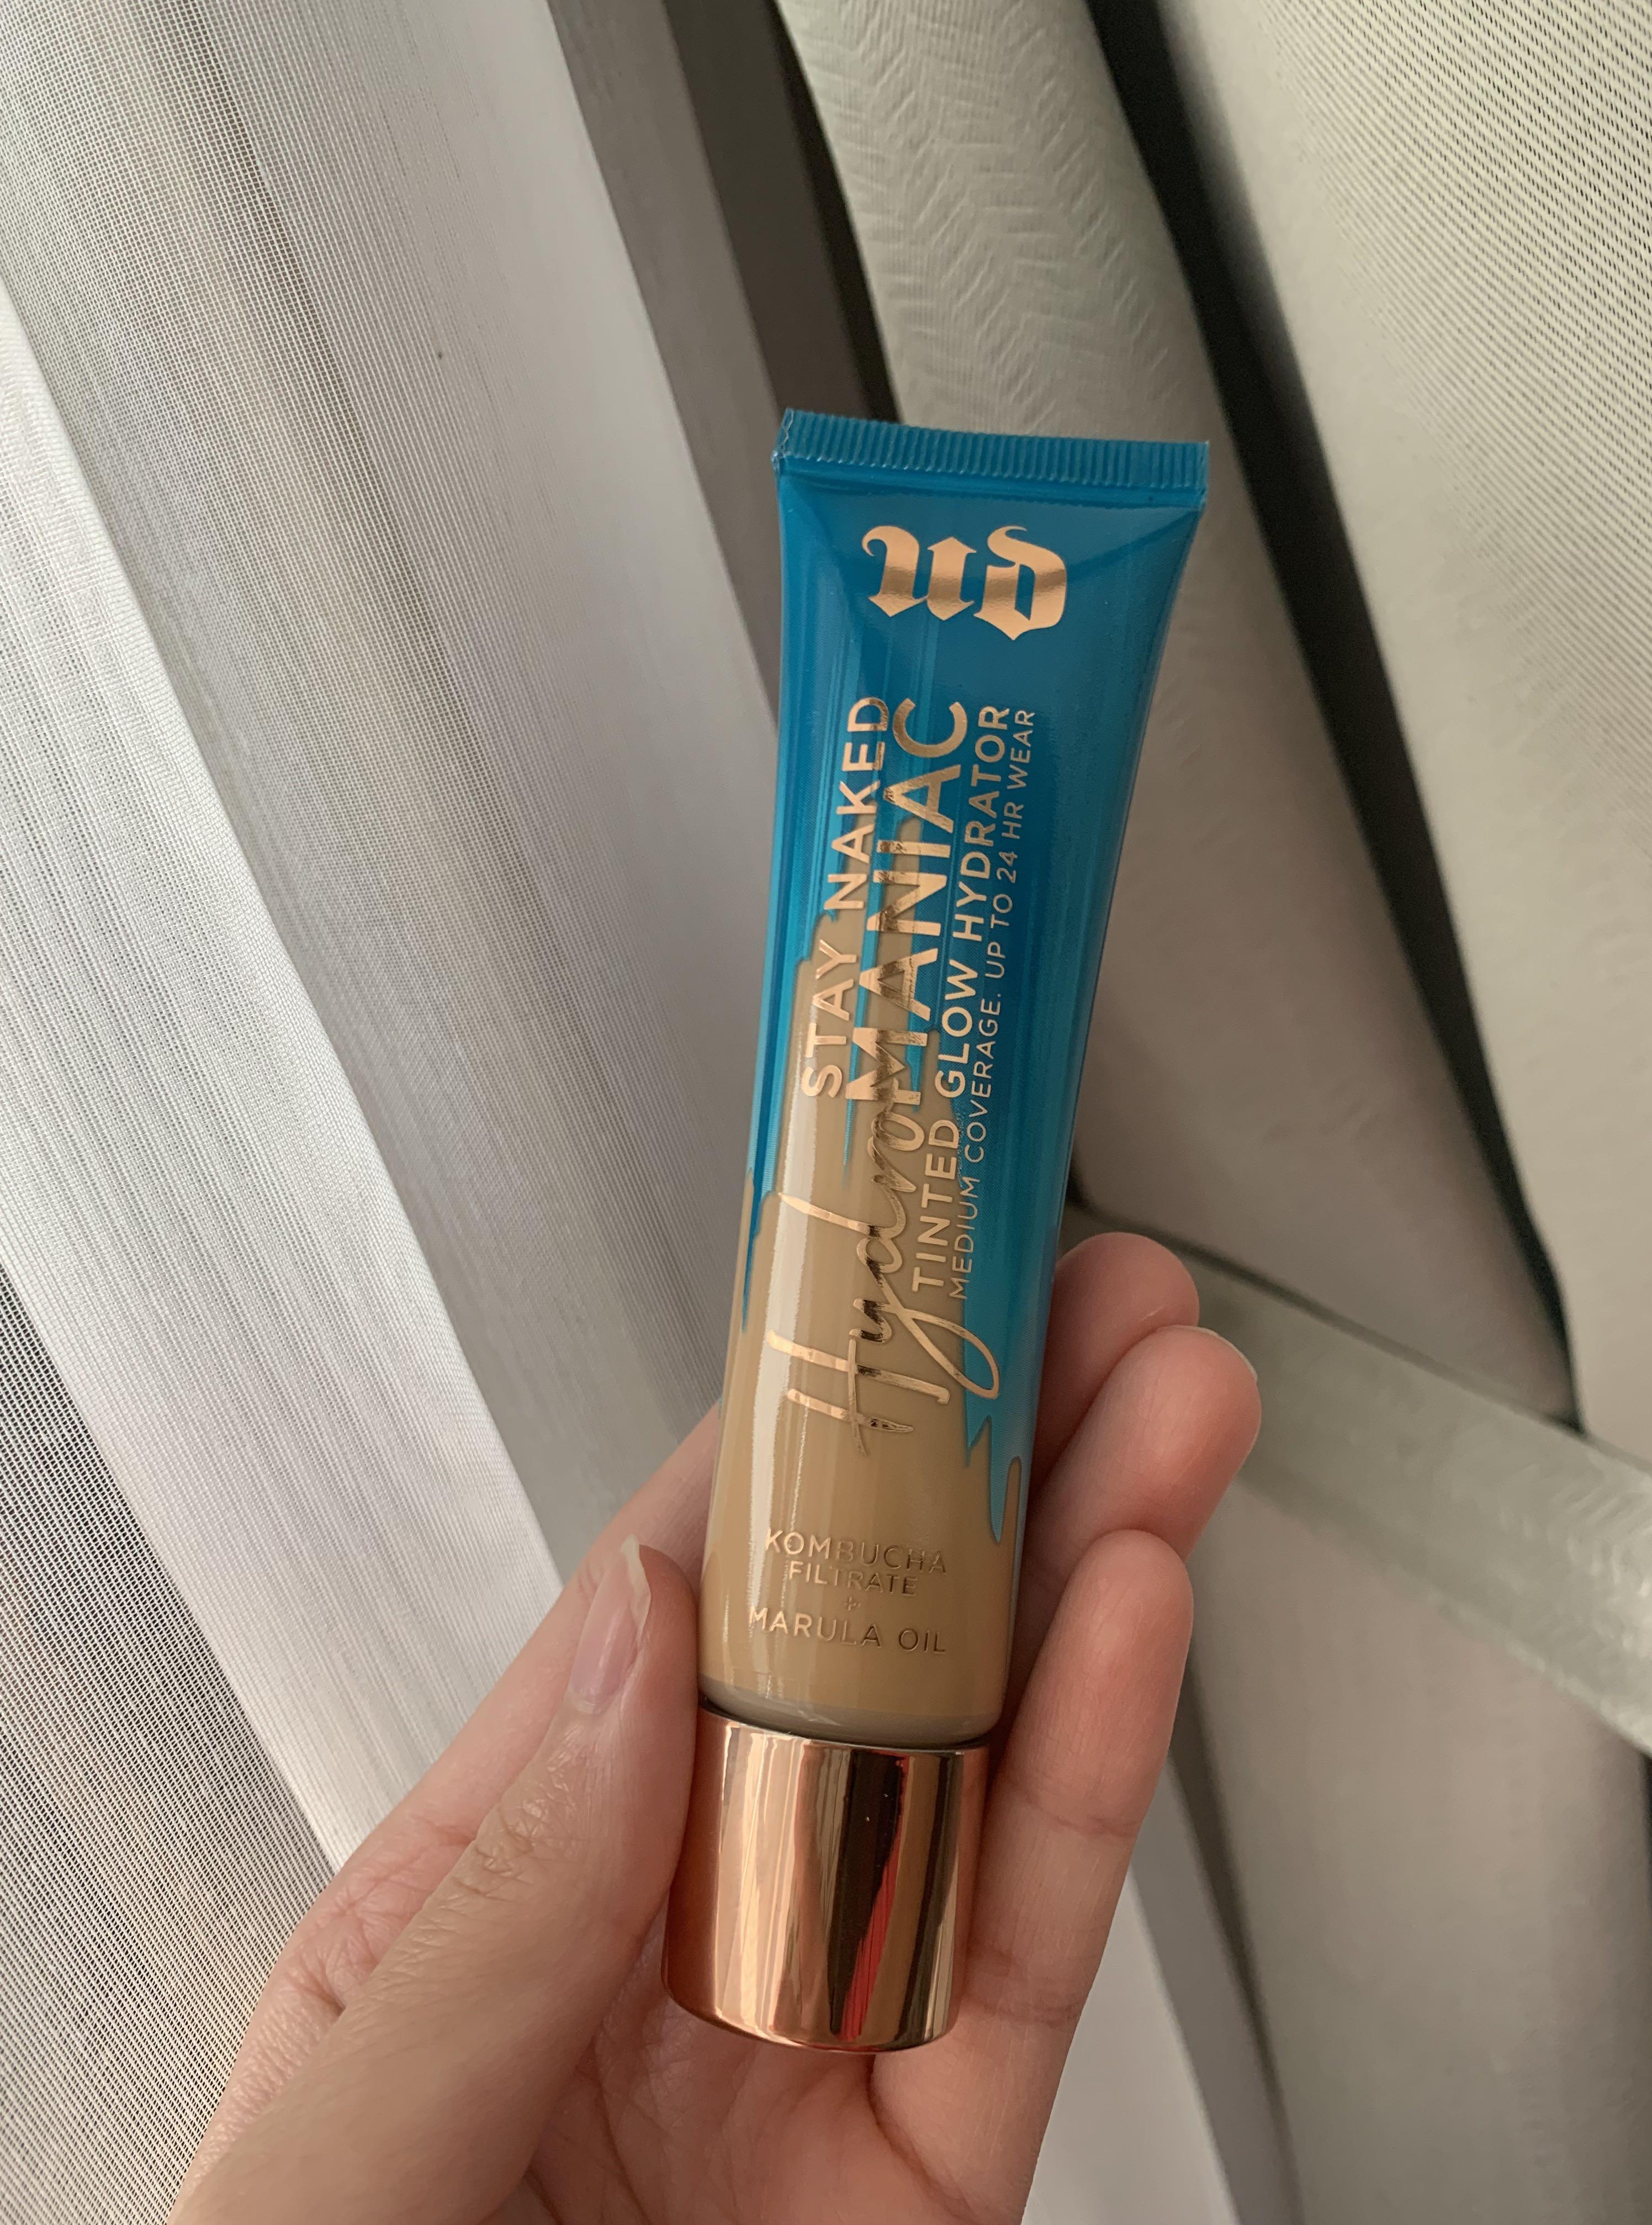 UD
STAY NAKED
HydroMANIAC
TINTED GLOW HYDRATOR
MEDIUM COVERAGE. UP TO 24 HR WEAR
KOMBUCHA
FILTRATE
+
MARULA OIL